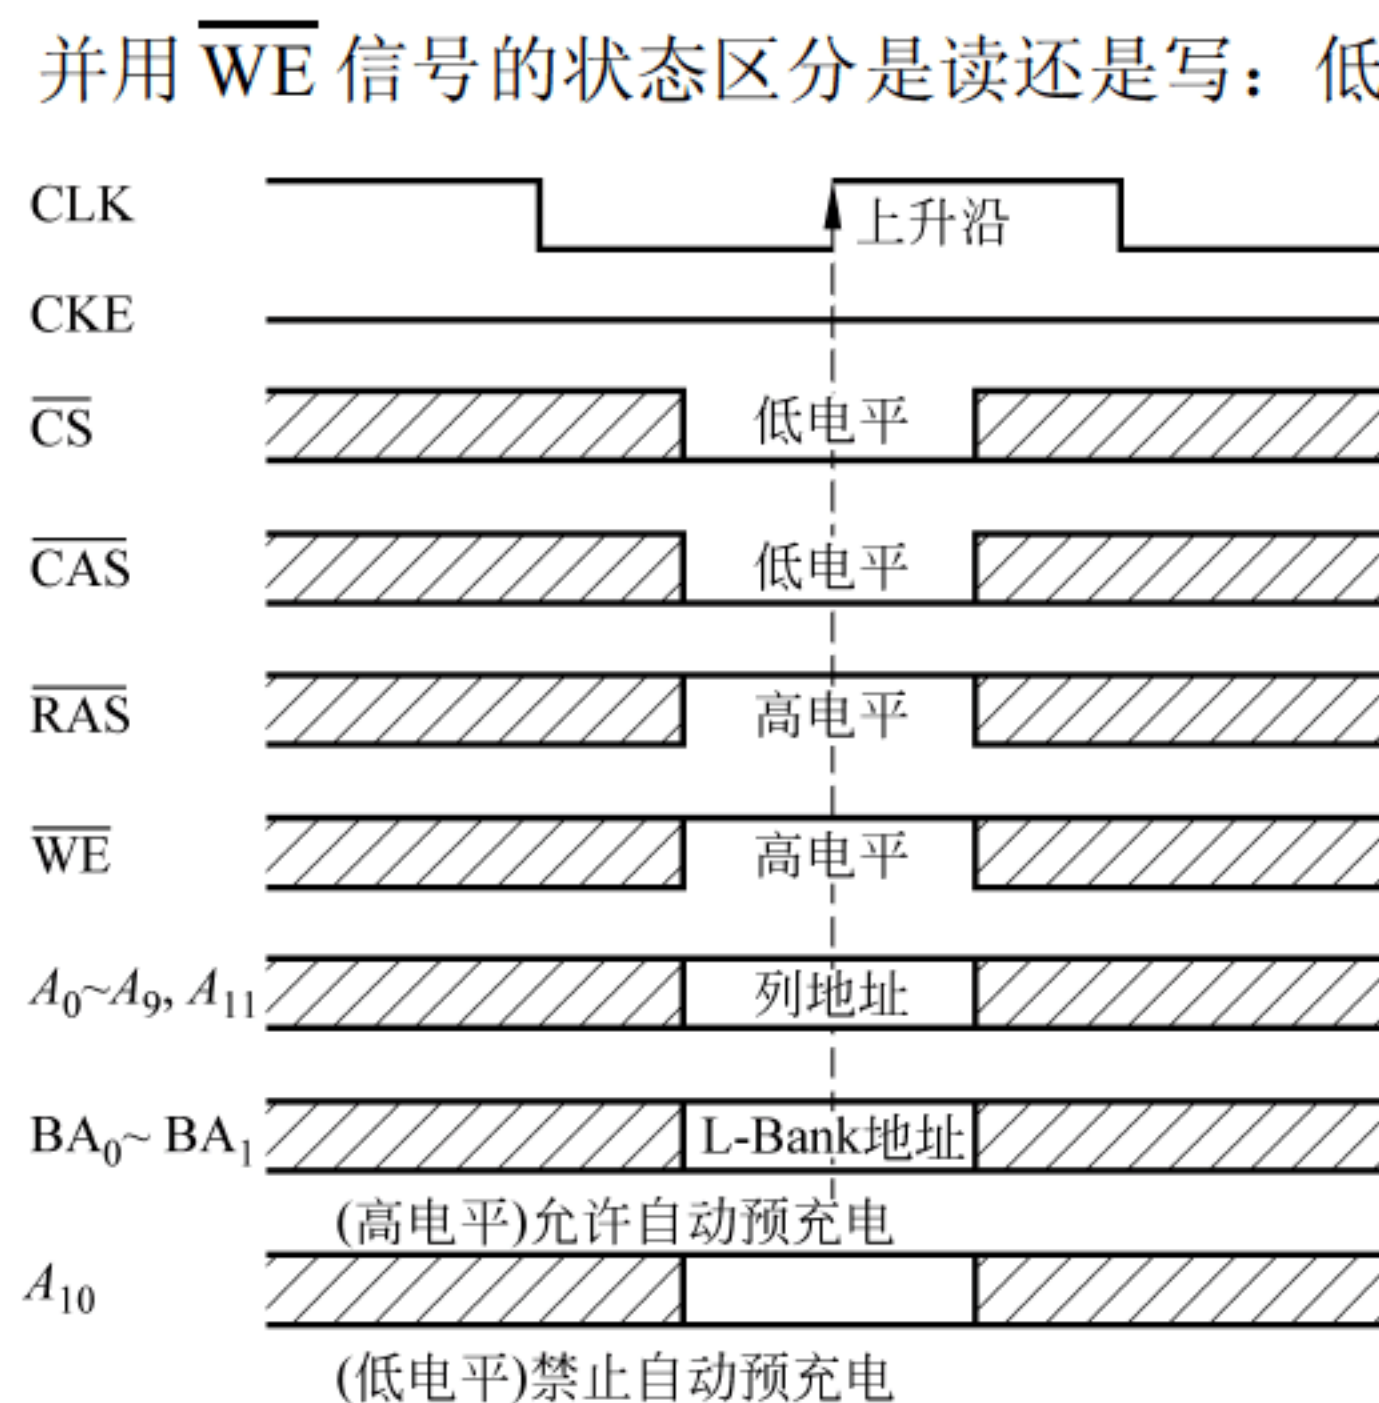 并用 WE 信号的状态区分是读还是写：低
CLK 上升沿
CKE
CS 低电平
CAS 低电平
RAS 高电平
WE 高电平
A0~A9, A11 列地址
BA0~ BA1 L-Bank地址
(高电平)允许自动预充电
A10
(低电平)禁止自动预充电